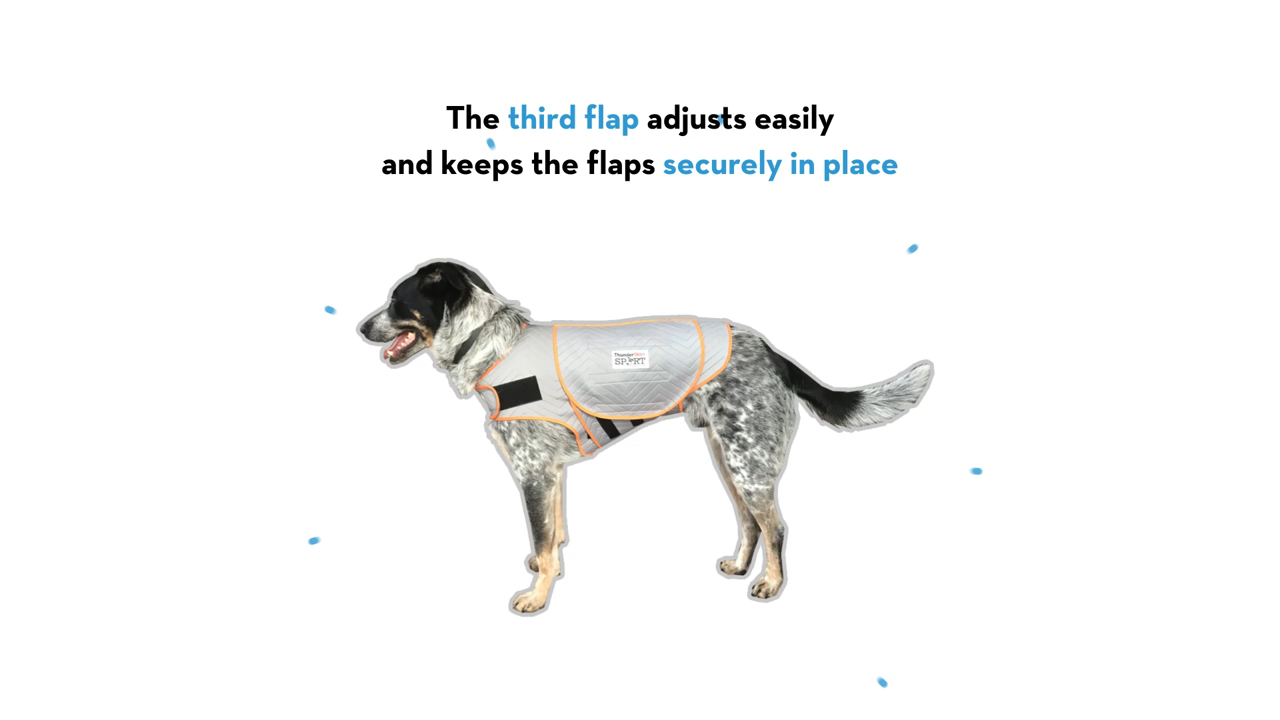 The third flap adjusts easily
and keeps the flaps securely in place
ThunderShirt
SPORT